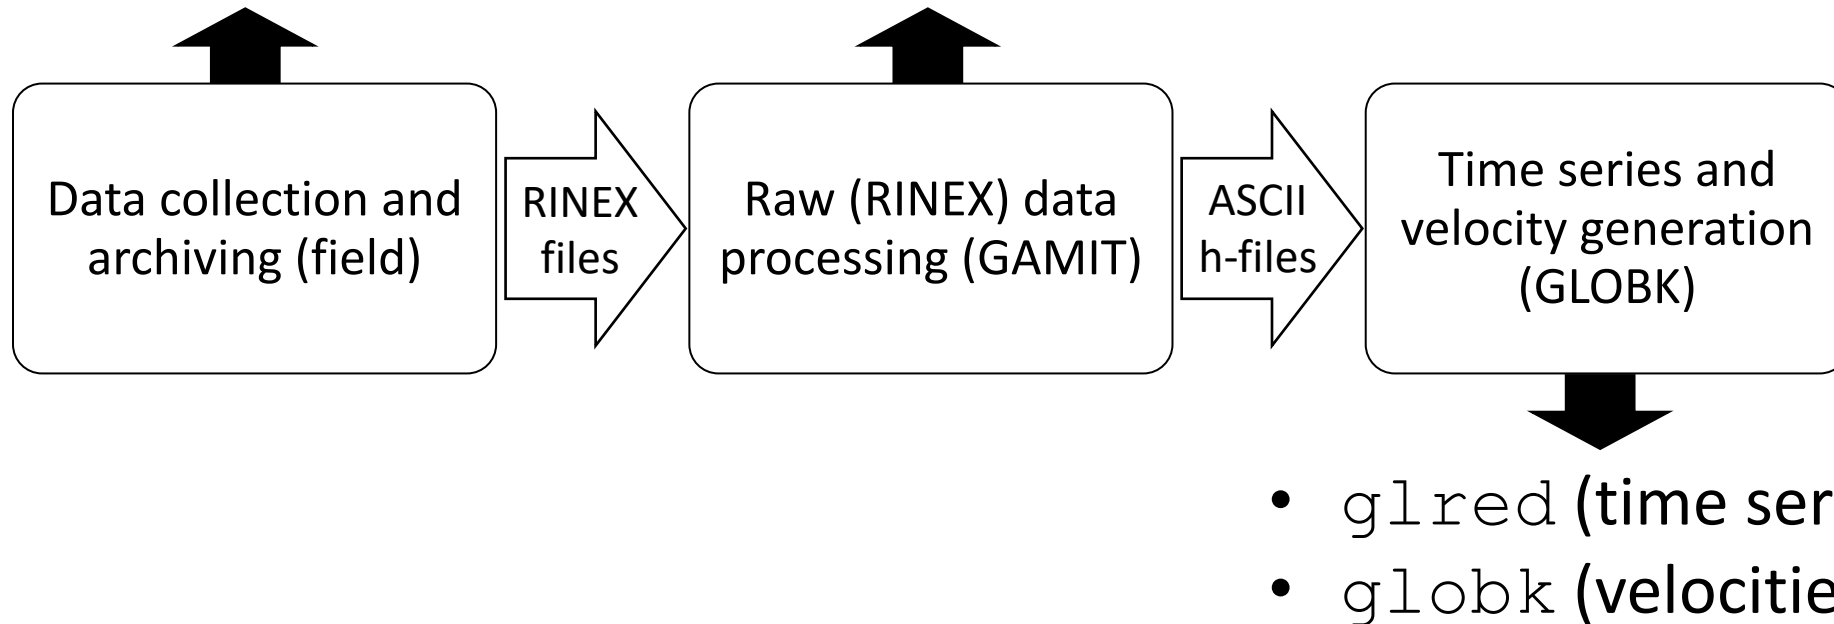 Data collection and
archiving (field)
RINEX
files
Raw (RINEX) data
processing (GAMIT)
ASCII
h-files
Time series and
velocity generation
(GLOBK)
• glred (time ser
• globk (velocitie